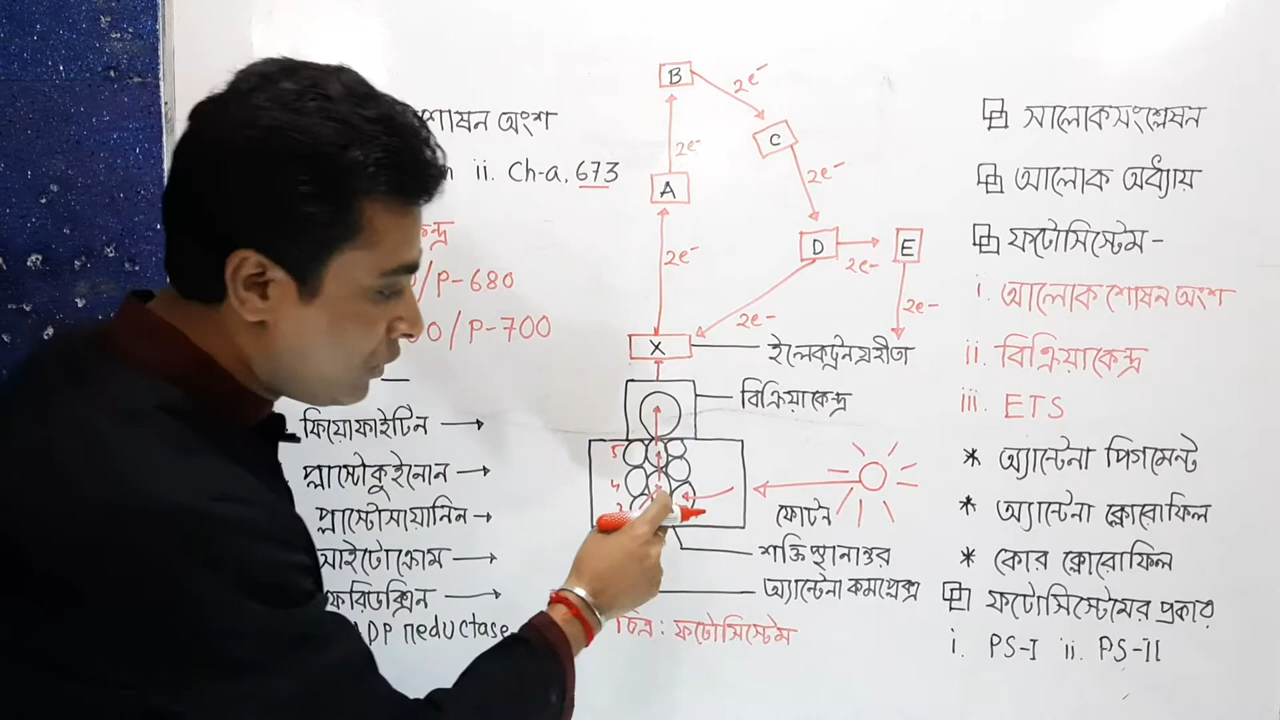 শোষন অংশ
ii. Ch-a. 673
/P-680
/P-700
ফিয়োফাইটিন →
প্লাস্টোকুইনোন →
প্লাস্টোসায়ানিন →
সাইটোক্রোম →
ফেরিডক্সিন →
ADP reductase
B
2e-
C
2e-
A
2e-
D
2e-
E
2e-
2e-
2e-
X
ইলেকট্রনগ্রহীতা
বিক্রিয়াকেন্দ্র
5
4
ফোটন
শক্তিস্থানান্তর
অ্যান্টেনা কমপ্লেক্স
চিত্র: ফটোসিস্টেম
সালোকসংশ্লেষন
আলোক অধ্যায়
ফটোসিস্টেম-
i. আলোক শোষন অংশ
ii. বিক্রিয়াকেন্দ্র
iii. ETS
* অ্যান্টেনা পিগমেন্ট
* অ্যান্টেনা ক্লোরোফিল
* কোর ক্লোরোফিল
ফটোসিস্টেমের প্রকার
i. PS-I ii. PS-II